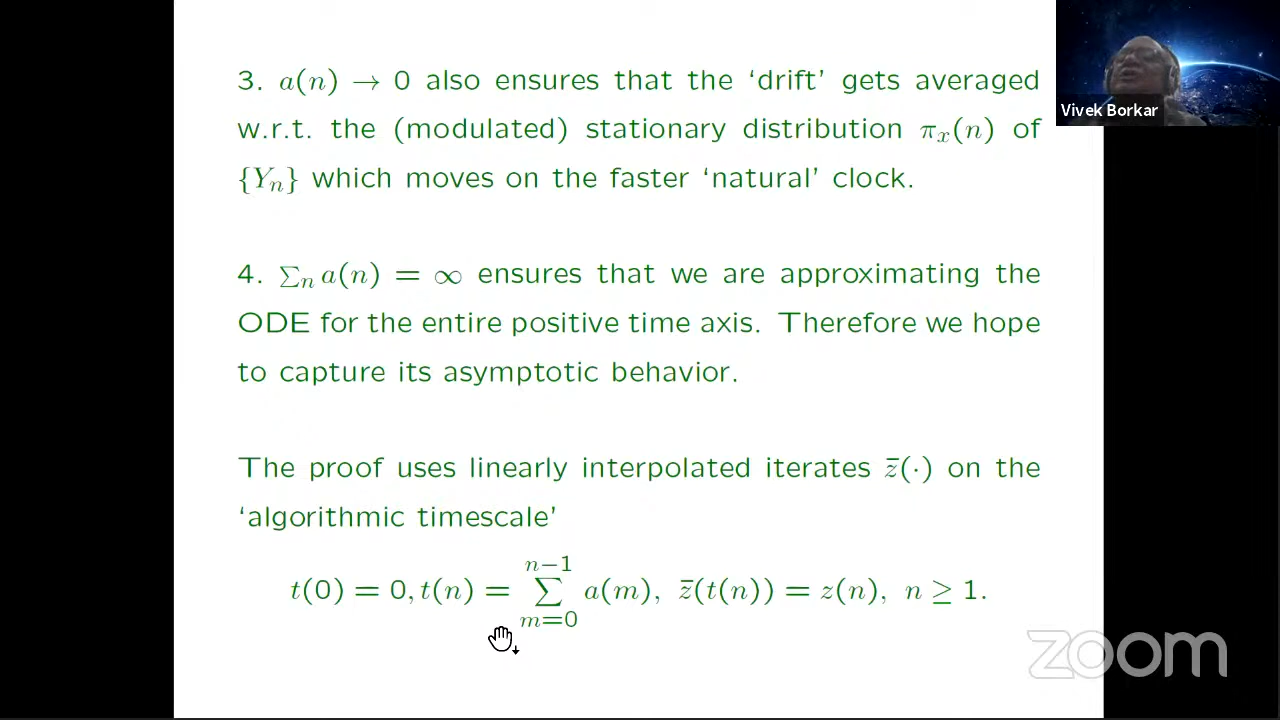 3. a(n) → 0 also ensures that the ‘drift’ gets averaged
w.r.t. the (modulated) stationary distribution π_x(n) of
{Y_n} which moves on the faster ‘natural’ clock.
4. Σ_n a(n) = ∞ ensures that we are approximating the
ODE for the entire positive time axis. Therefore we hope
to capture its asymptotic behavior.
The proof uses linearly interpolated iterates z̄(·) on the
‘algorithmic timescale’
t(0) = 0, t(n) = Σ_{m=0}^{n−1} a(m), z̄(t(n)) = z(n), n ≥ 1.
Vivek Borkar
zoom